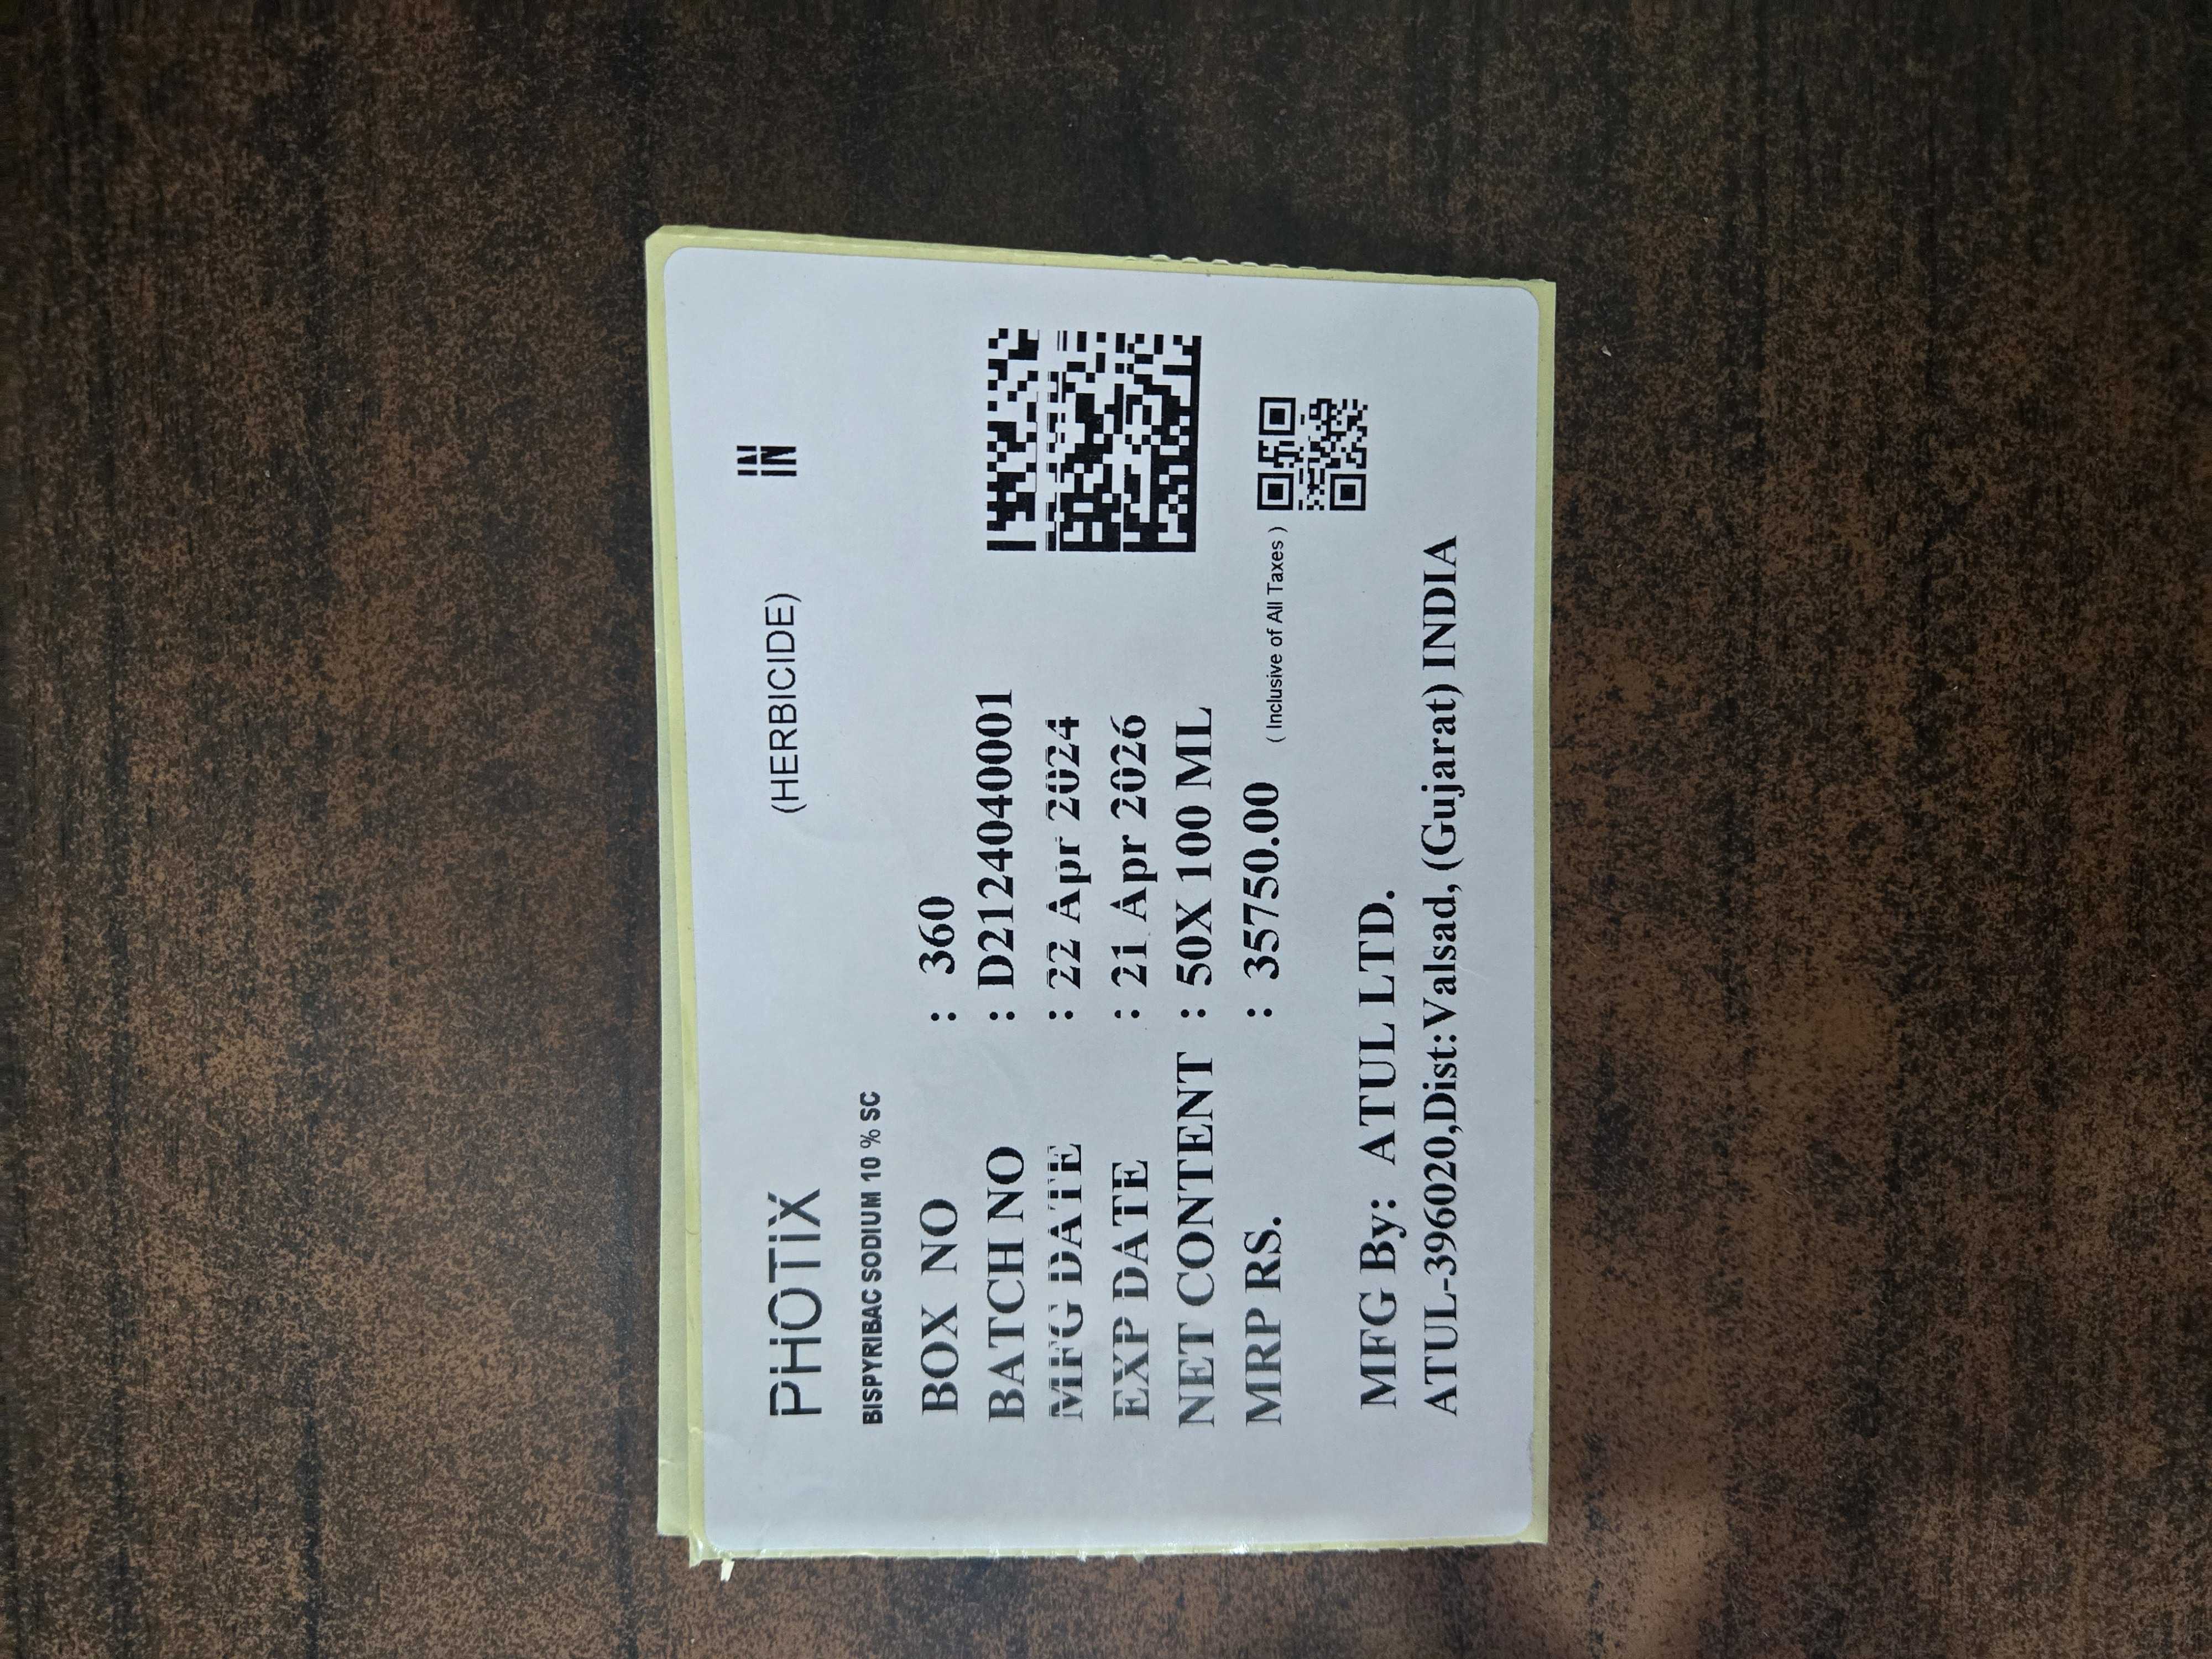 PHOTIX (HERBICIDE) IN
BISPYRIBAC SODIUM 10 % SC
BOX NO : 360
BATCH NO : D2124040001
MFG DATE : 22 Apr 2024
EXP DATE : 21 Apr 2026
NET CONTENT : 50X 100 ML
MRP RS. : 35750.00 ( Inclusive of All Taxes )
MFG By: ATUL LTD.
ATUL-396020,Dist:Valsad, (Gujarat) INDIA